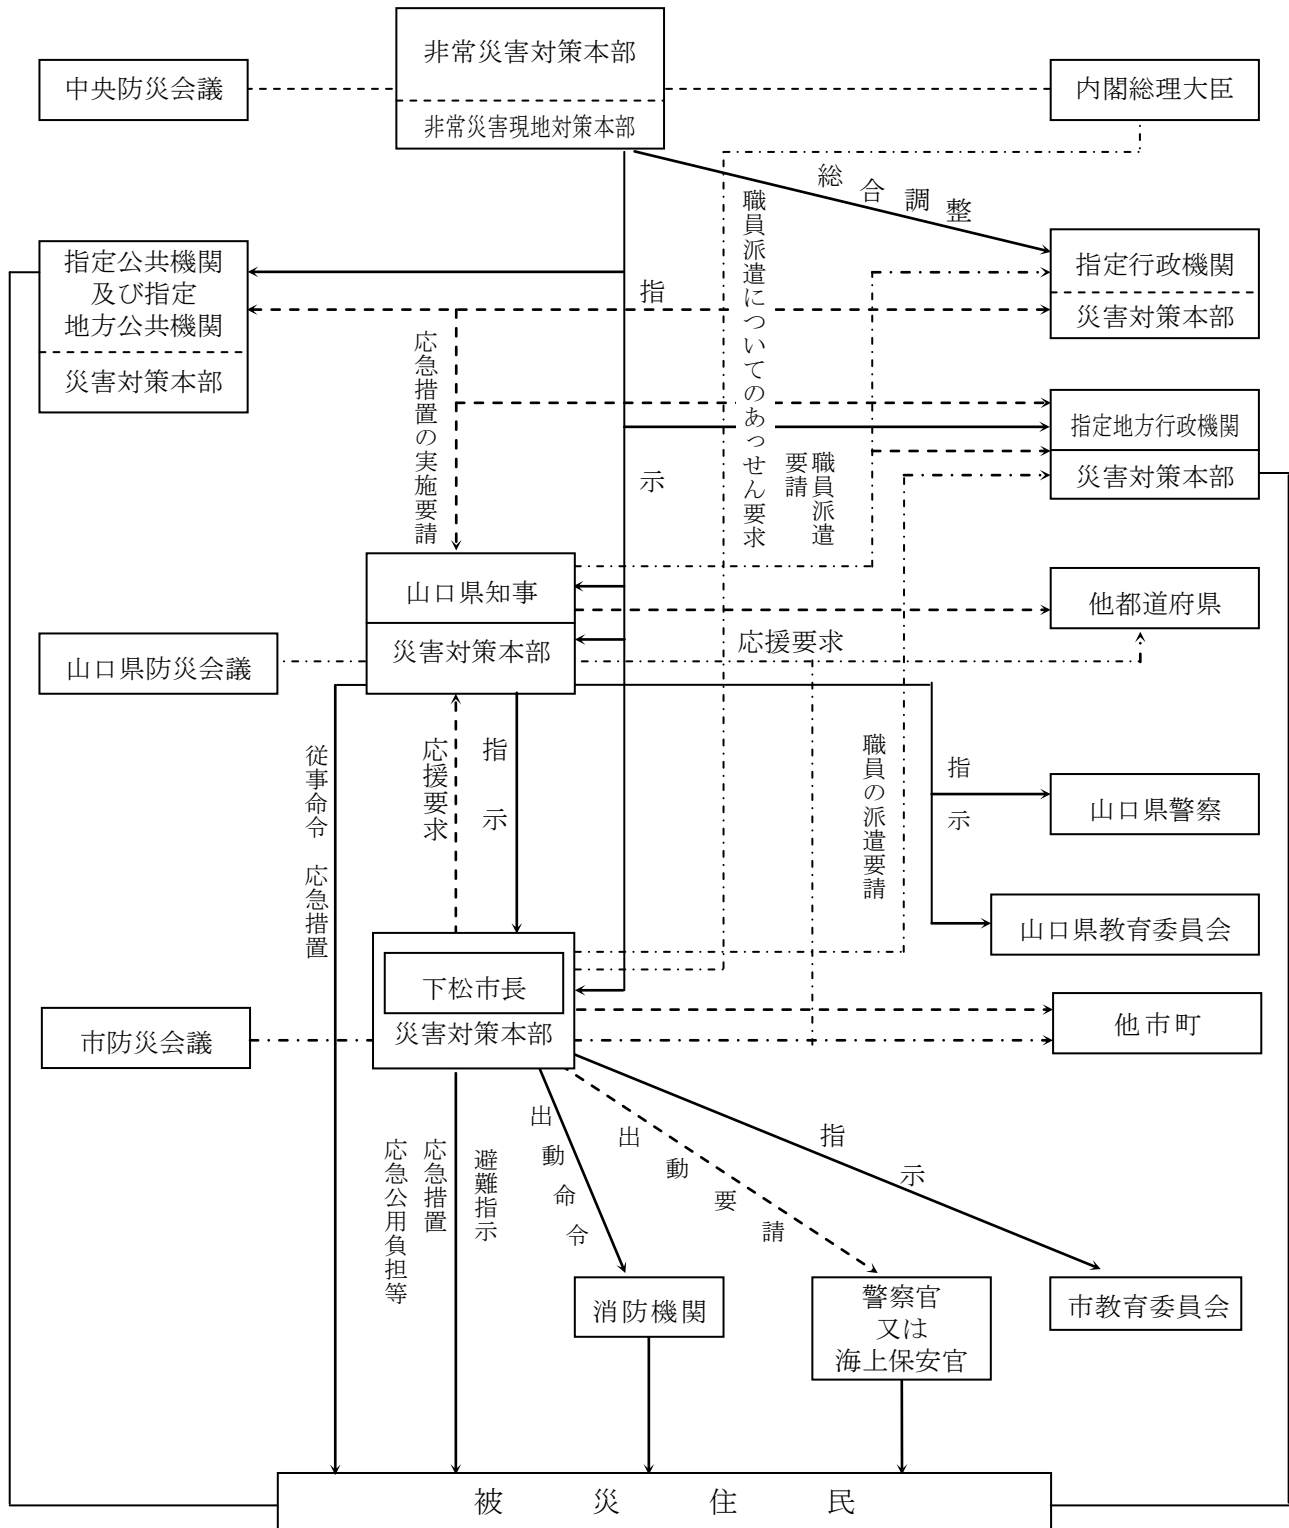 非常災害対策本部
中央防災会議
内閣総理大臣
非常災害現地対策本部
総合調整
職員派遣についてのあっせん要求
指定公共機関
及び指定
地方公共機関
災害対策本部
指定行政機関
災害対策本部
指示
応急措置の実施要請
指定地方行政機関
災害対策本部
職員派遣
要請
山口県知事
災害対策本部
他都道府県
山口県防災会議
応援要求
従事命令 応急措置
応援要求
指示
職員の派遣要請
指示
山口県警察
山口県教育委員会
下松市長
災害対策本部
市防災会議
他市町
応急公用負担等
応急措置
避難指示
出動命令
出動要請
指示
消防機関
警察官
又は
海上保安官
市教育委員会
被災住民